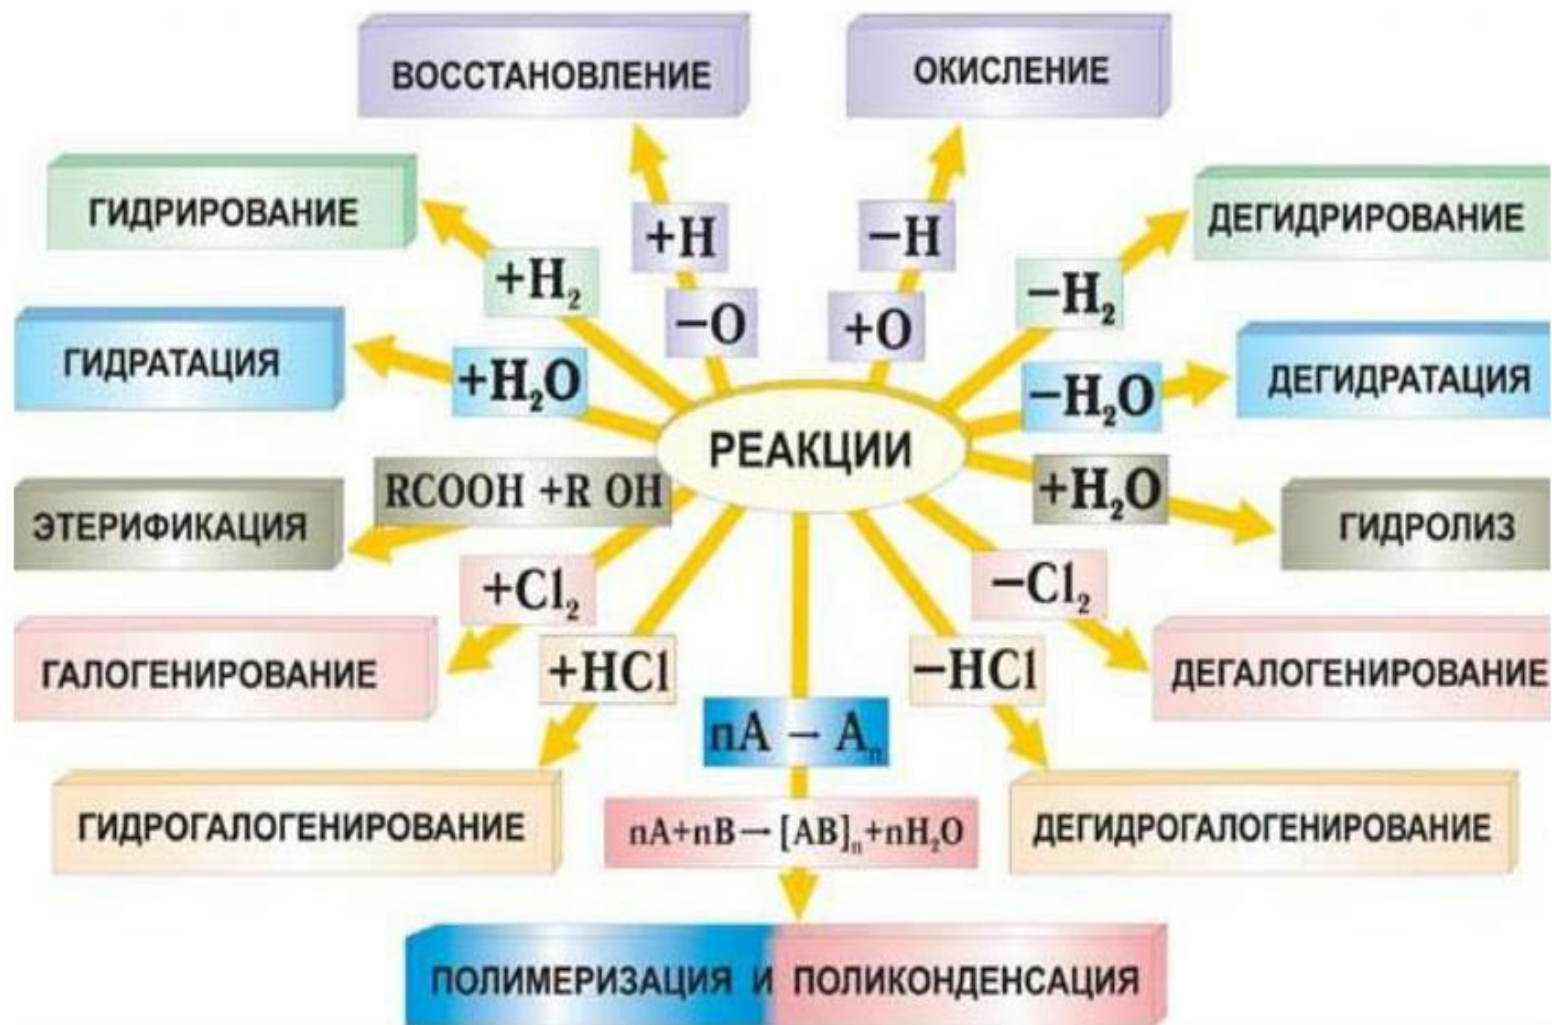 ВОССТАНОВЛЕНИЕ
ОКИСЛЕНИЕ
ГИДРИРОВАНИЕ
+H
−H
ДЕГИДРИРОВАНИЕ
+H₂
−O
+O
−H₂
ГИДРАТАЦИЯ
+H₂O
−H₂O
ДЕГИДРАТАЦИЯ
РЕАКЦИИ
ЭТЕРИФИКАЦИЯ
RCOOH +R OH
+H₂O
ГИДРОЛИЗ
+Cl₂
−Cl₂
ГАЛОГЕНИРОВАНИЕ
+HCl
−HCl
ДЕГАЛОГЕНИРОВАНИЕ
nA − Aₙ
ГИДРОГАЛОГЕНИРОВАНИЕ
nA+nB→[AB]ₙ+nH₂O
ДЕГИДРОГАЛОГЕНИРОВАНИЕ
ПОЛИМЕРИЗАЦИЯ И ПОЛИКОНДЕНСАЦИЯ